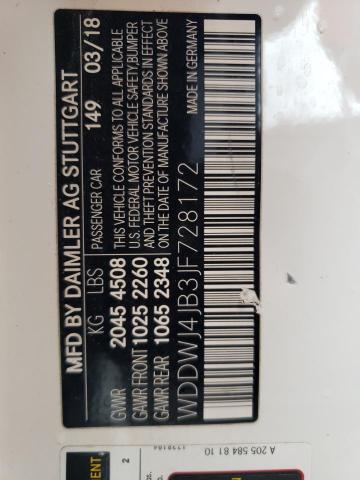 MFD BY DAIMLER AG STUTTGART
KG LBS PASSENGER CAR 149 03/18
GVWR 2045 4508 THIS VEHICLE CONFORMS TO ALL APPLICABLE
GAWR FRONT 1025 2260 U.S. FEDERAL MOTOR VEHICLE SAFETY/BUMPER
GAWR REAR 1065 2348 AND THEFT PREVENTION STANDARDS IN EFFECT
ON THE DATE OF MANUFACTURE SHOWN ABOVE
WDDWJ4JB3JF728172 MADE IN GERMANY
A 205 584 81 10
2